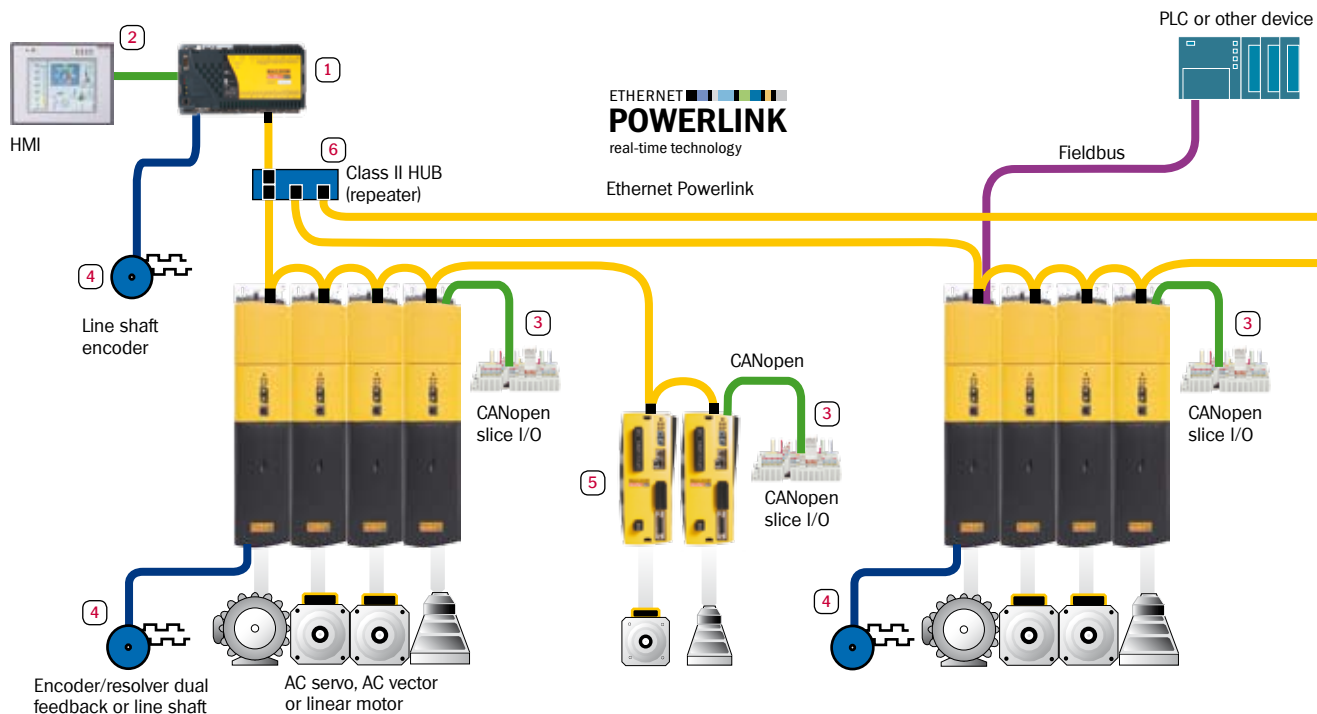 PLC or other device
2
1
ETHERNET
POWERLINK
real-time technology
HMI
6
Class II HUB
(repeater)
Fieldbus
Ethernet Powerlink
4
Line shaft
encoder
3
CANopen
slice I/O
CANopen
3
CANopen
slice I/O
5
3
CANopen
slice I/O
4
Encoder/resolver dual
feedback or line shaft
AC servo, AC vector
or linear motor
4